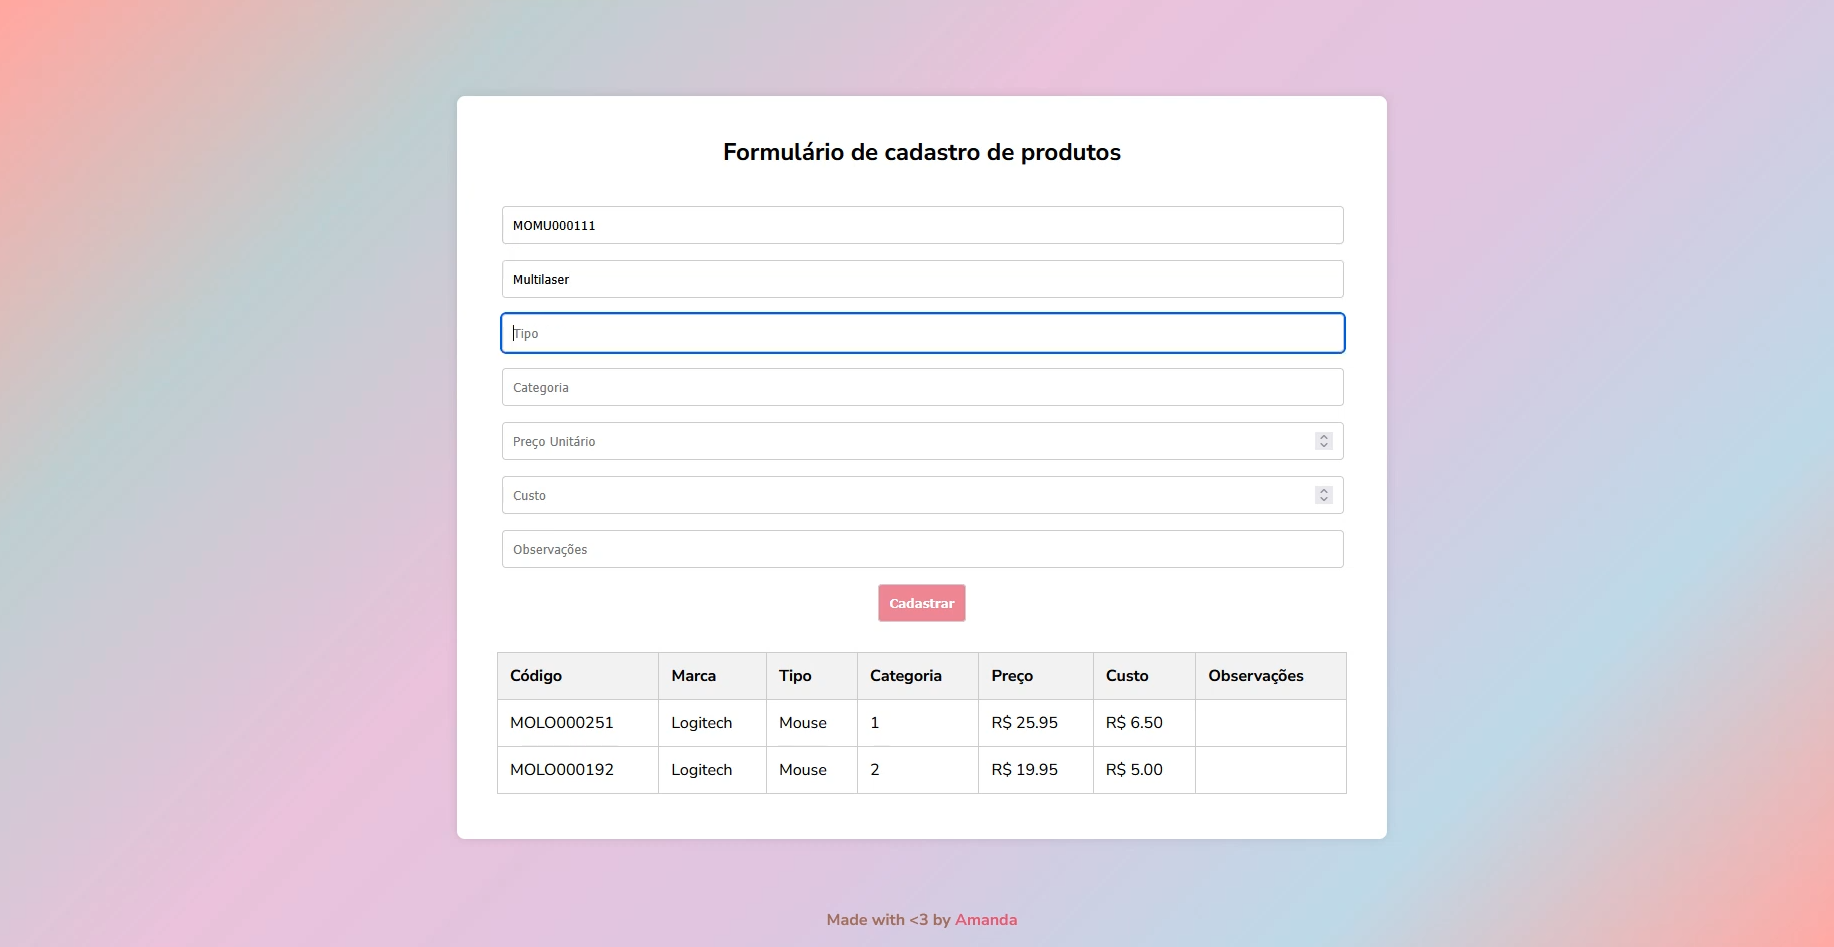 Formulário de cadastro de produtos
MOMU000111
Multilaser
Tipo
Categoria
Preço Unitário
Custo
Observações
Cadastrar
Código Marca Tipo Categoria Preço Custo Observações
MOLO000251 Logitech Mouse 1 R$ 25.95 R$ 6.50
MOLO000192 Logitech Mouse 2 R$ 19.95 R$ 5.00
Made with <3 by Amanda